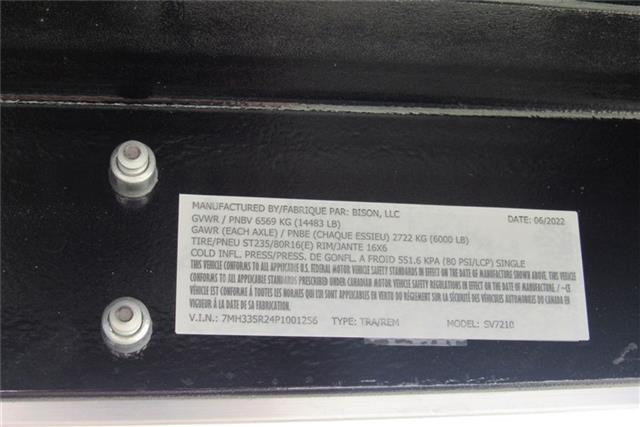 MANUFACTURED BY/FABRIQUE PAR: BISON, LLC DATE: 06/2022
GVWR / PNBV 6569 KG (14483 LB)
GAWR (EACH AXLE) / PNBE (CHAQUE ESSIEU) 2722 KG (6000 LB)
TIRE/PNEU ST235/80R16(E) RIM/JANTE 16X6
COLD INFL. PRESS./PRESS. DE GONFL. A FROID 551.6 KPA (80 PSI/LCP) SINGLE
THIS VEHICLE CONFORMS TO ALL APPLICABLE U.S. FEDERAL MOTOR VEHICLE SAFETY STANDARDS IN EFFECT ON THE DATE OF MANUFACTURE SHOWN ABOVE.
THIS VEHICLE CONFORMS TO ALL APPLICABLE STANDARDS PRESCRIBED UNDER CANADIAN MOTOR VEHICLE SAFETY REGULATIONS IN EFFECT ON THE DATE OF MANUFACTURE. / ~CE
VEHICULE EST CONFORME A TOUTES LES NORMES QUI LUI SONT APPLICABLES EN VERTU DU RÈGLEMENT SUR LA SÉCURITÉ DES VÉHICULES AUTOMOBILES DU CANADA EN
VIGUEUR À LA DATE DE SA FABRICATION.
V.I.N.: 7MH335R24P1001256 TYPE: TRA/REM MODEL: SV7210